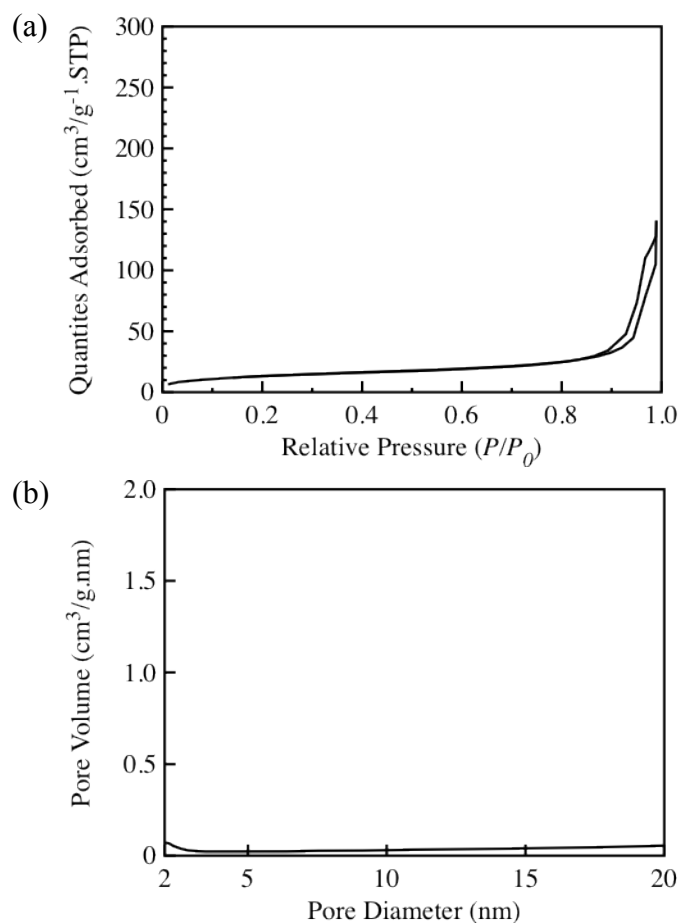 (a)
300
250
200
150
100
50
0
Quantites Adsorbed (cm³/g⁻¹.STP)
0 0.2 0.4 0.6 0.8 1.0
Relative Pressure (P/P₀)
(b)
2.0
1.5
1.0
0.5
0
Pore Volume (cm³/g.nm)
2 5 10 15 20
Pore Diameter (nm)